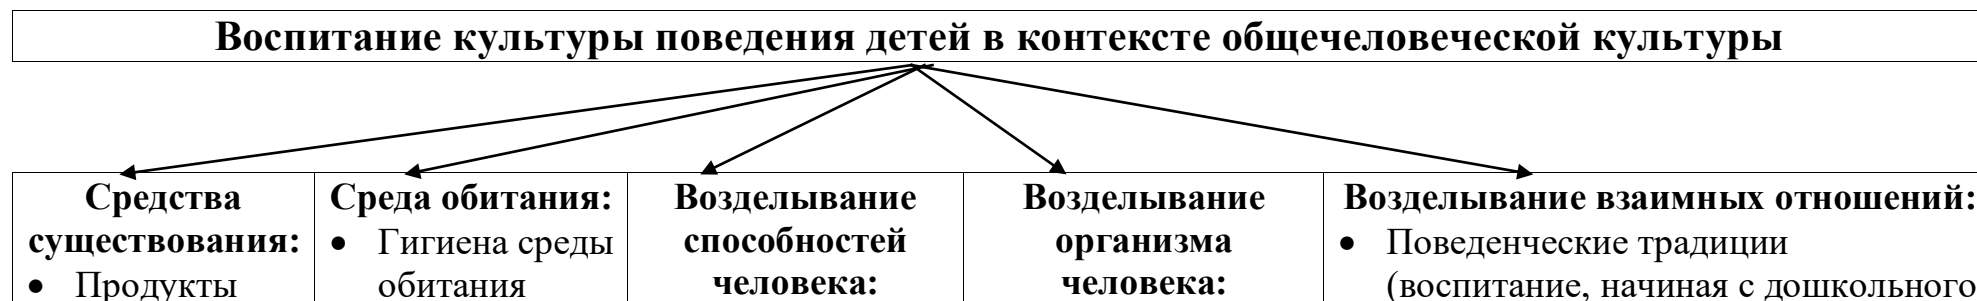 Воспитание культуры поведения детей в контексте общечеловеческой культуры
Средства
существования:
• Продукты
Среда обитания:
• Гигиена среды
обитания
Возделывание
способностей
человека:
Возделывание
организма
человека:
Возделывание взаимных отношений:
• Поведенческие традиции
(воспитание, начиная с дошкольного